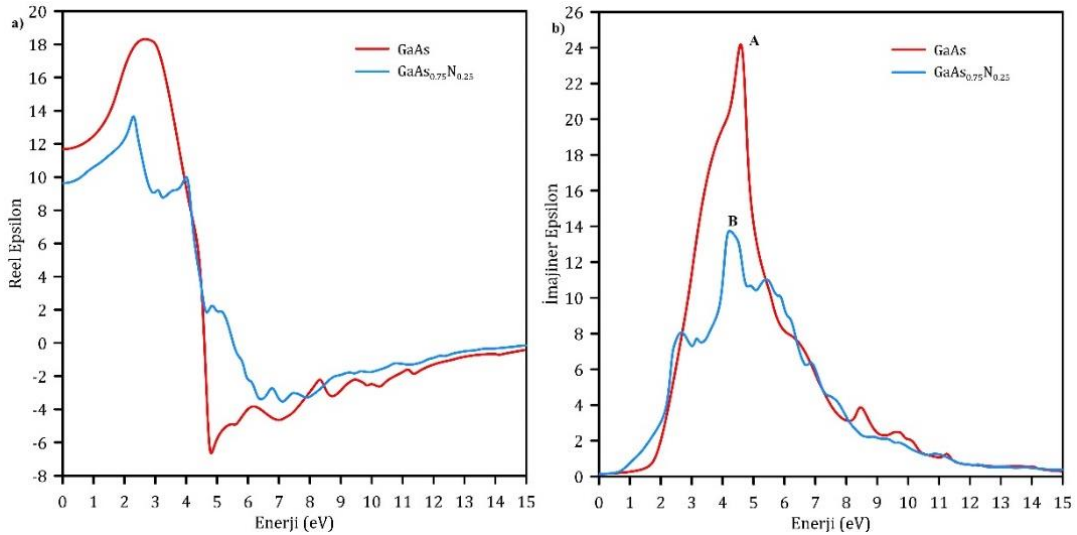 a)
20
18
16
14
12
10
8
6
4
2
0
-2
-4
-6
-8
Reel Epsilon
GaAs
GaAs₀.₇₅N₀.₂₅
0 1 2 3 4 5 6 7 8 9 10 11 12 13 14 15
Enerji (eV)
b)
26
24
22
20
18
16
14
12
10
8
6
4
2
0
İmajiner Epsilon
A
B
GaAs
GaAs₀.₇₅N₀.₂₅
0 1 2 3 4 5 6 7 8 9 10 11 12 13 14 15
Enerji (eV)